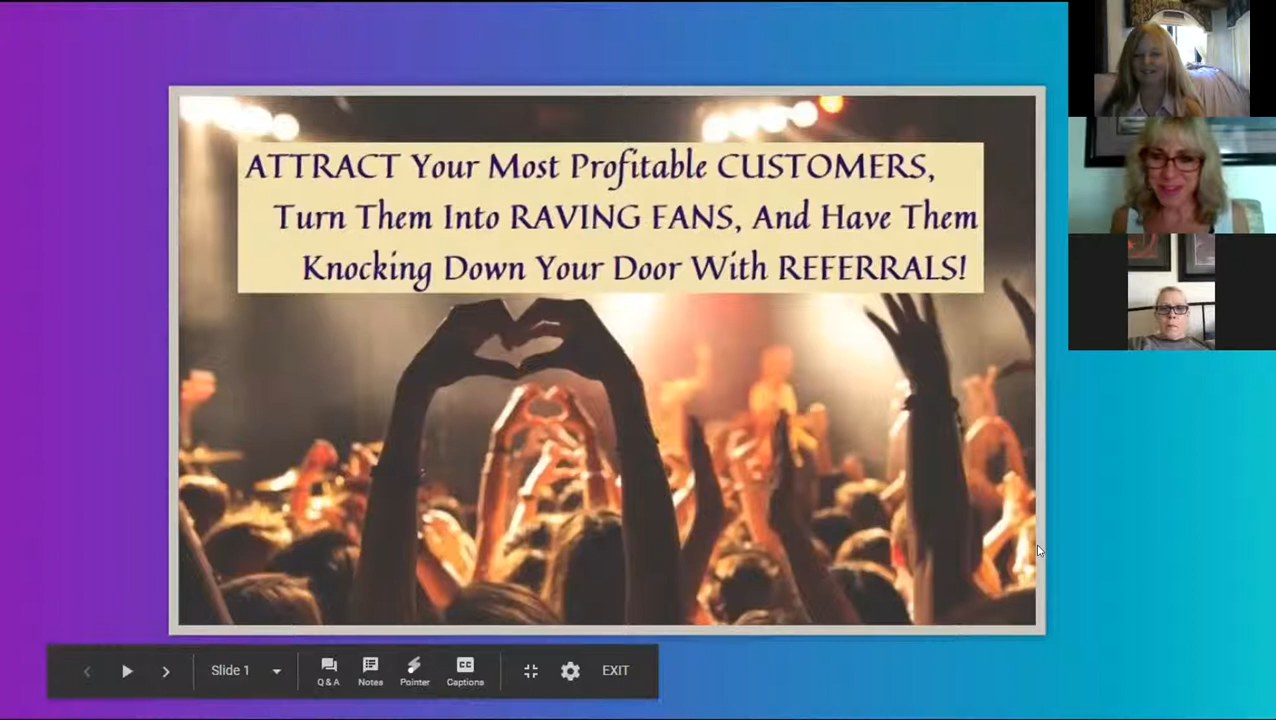 ATTRACT Your Most Profitable CUSTOMERS,
Turn Them Into RAVING FANS, And Have Them
Knocking Down Your Door With REFERRALS!
Slide 1
Q & A
Notes
Pointer
CC
Captions
EXIT